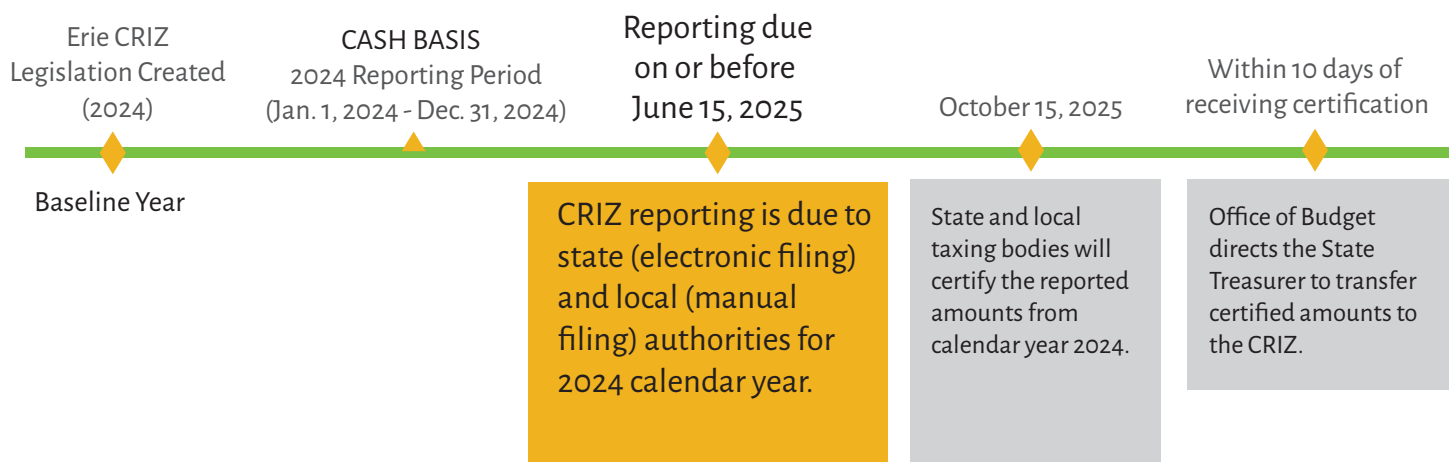 Erie CRIZ
Legislation Created
(2024)
Baseline Year
CASH BASIS
2024 Reporting Period
(Jan. 1, 2024 - Dec. 31, 2024)
Reporting due
on or before
June 15, 2025
CRIZ reporting is due to
state (electronic filing)
and local (manual
filing) authorities for
2024 calendar year.
October 15, 2025
State and local
taxing bodies will
certify the reported
amounts from
calendar year 2024.
Within 10 days of
receiving certification
Office of Budget
directs the State
Treasurer to transfer
certified amounts to
the CRIZ.